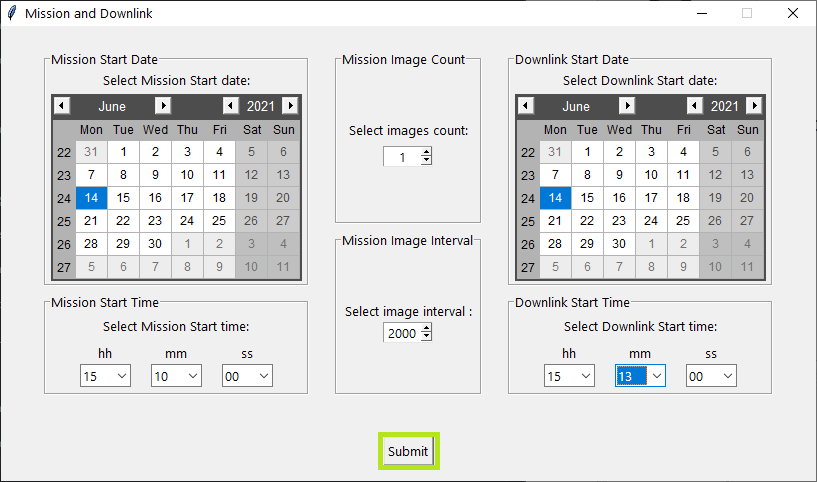 Mission and Downlink
Mission Start Date
Select Mission Start date:
June 2021
Mon Tue Wed Thu Fri Sat Sun
22 31 1 2 3 4 5 6
23 7 8 9 10 11 12 13
24 14 15 16 17 18 19 20
25 21 22 23 24 25 26 27
26 28 29 30 1 2 3 4
27 5 6 7 8 9 10 11
Mission Start Time
Select Mission Start time:
hh mm ss
15 10 00
Mission Image Count
Select images count:
1
Mission Image Interval
Select image interval :
2000
Downlink Start Date
Select Downlink Start date:
June 2021
Mon Tue Wed Thu Fri Sat Sun
22 31 1 2 3 4 5 6
23 7 8 9 10 11 12 13
24 14 15 16 17 18 19 20
25 21 22 23 24 25 26 27
26 28 29 30 1 2 3 4
27 5 6 7 8 9 10 11
Downlink Start Time
Select Downlink Start time:
hh mm ss
15 13 00
Submit